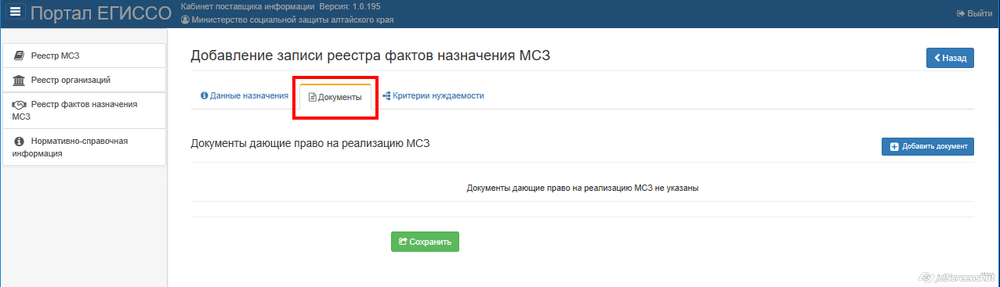 Портал ЕГИССО
Кабинет поставщика информации Версия: 1.0.195
Министерство социальной защиты алтайского края
Выйти
Реестр МСЗ
Реестр организаций
Реестр фактов назначения
МСЗ
Нормативно-справочная
информация
Добавление записи реестра фактов назначения МСЗ
Назад
Данные назначения
Документы
Критерии нуждаемости
Документы дающие право на реализацию МСЗ
Добавить документ
Документы дающие право на реализацию МСЗ не указаны
Сохранить
jetScreenshot
.com